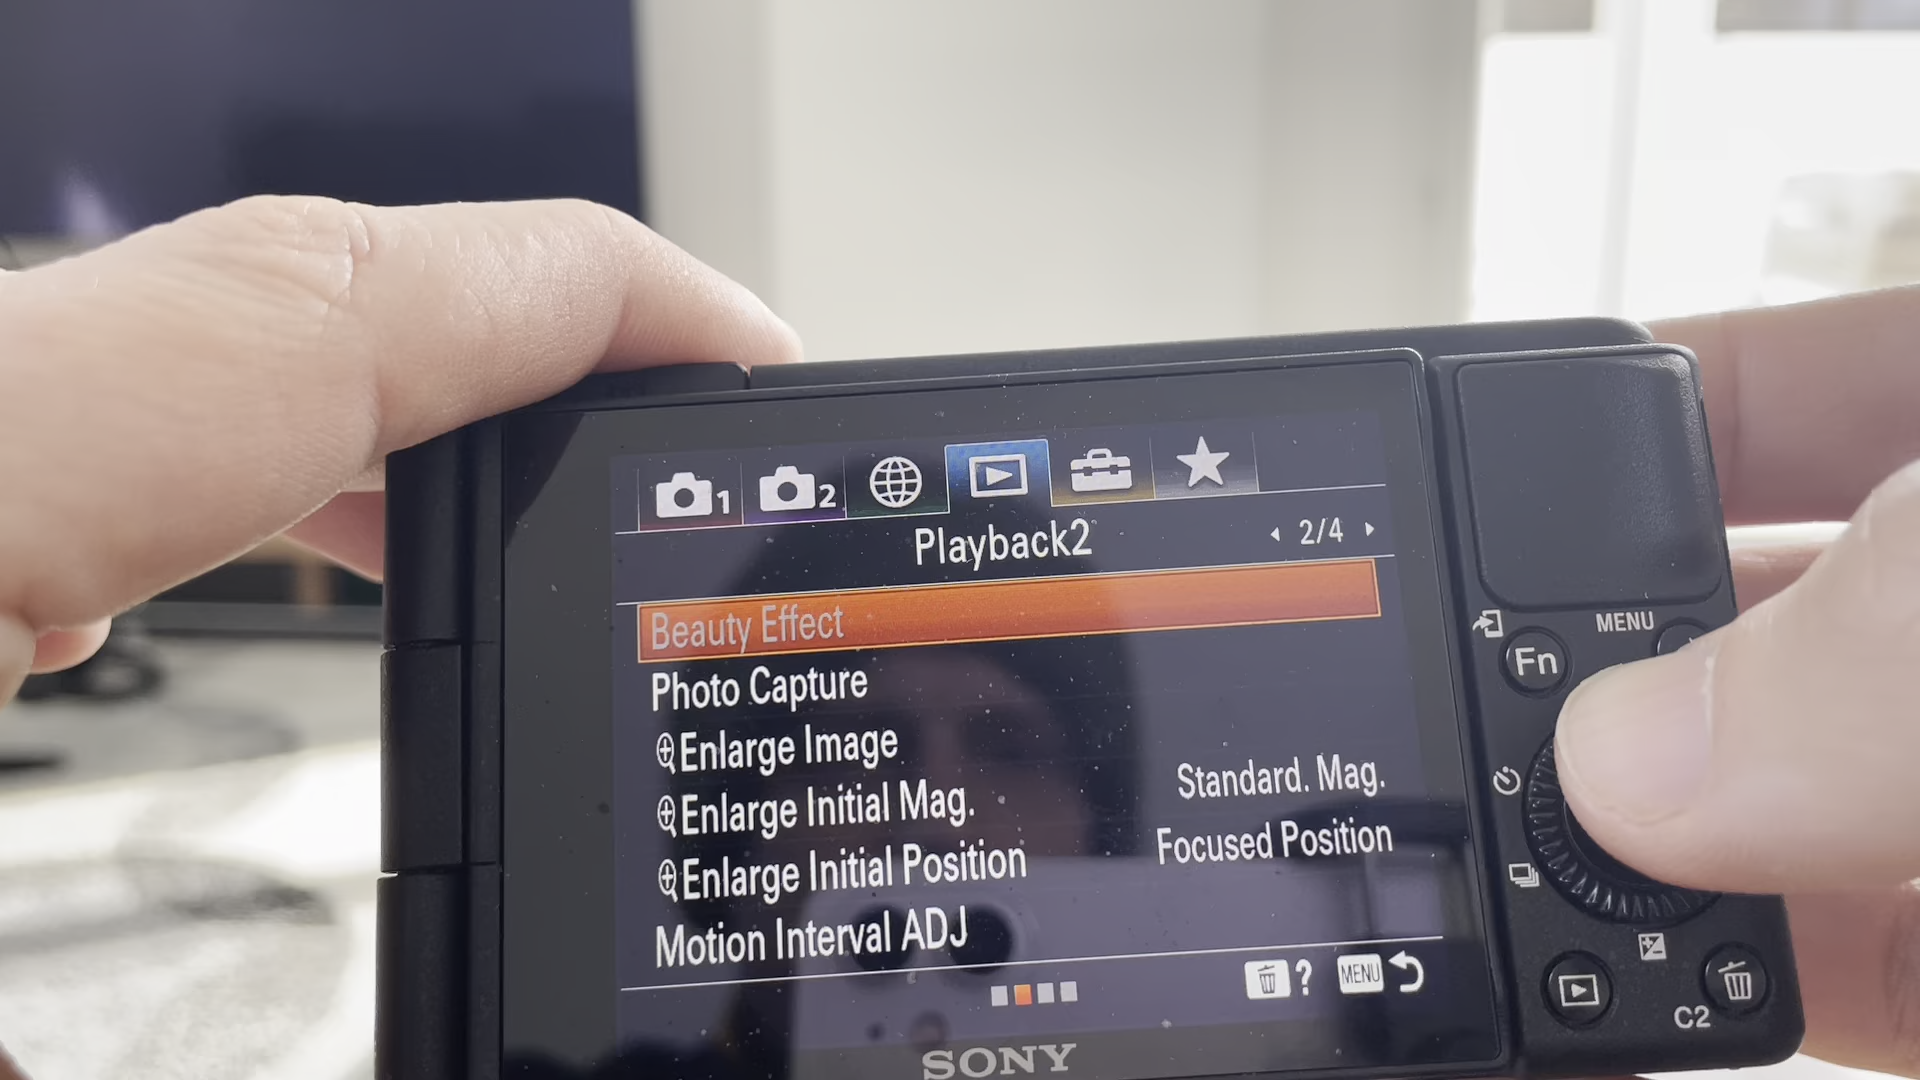 1
2
Playback2
2/4
Beauty Effect
Photo Capture
Enlarge Image
Enlarge Initial Mag. Standard. Mag.
Enlarge Initial Position Focused Position
Motion Interval ADJ
? MENU
SONY
MENU
Fn
C2